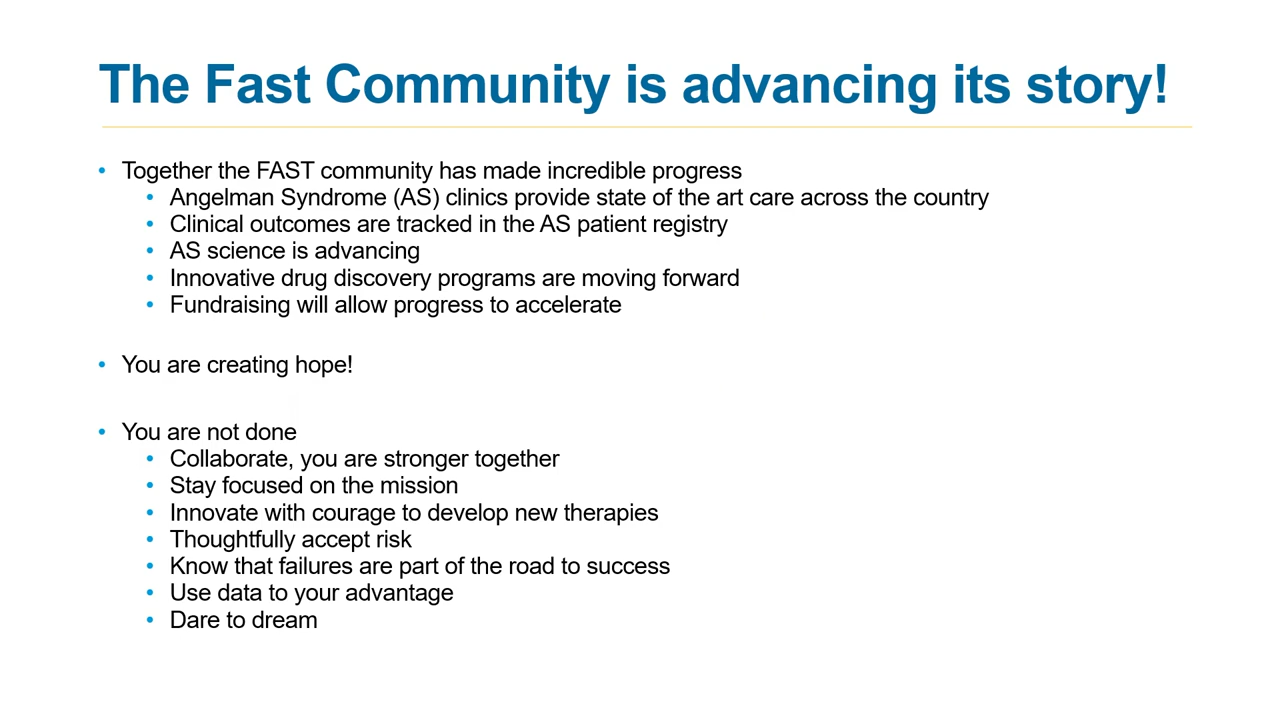 The Fast Community is advancing its story!
• Together the FAST community has made incredible progress
• Angelman Syndrome (AS) clinics provide state of the art care across the country
• Clinical outcomes are tracked in the AS patient registry
• AS science is advancing
• Innovative drug discovery programs are moving forward
• Fundraising will allow progress to accelerate
• You are creating hope!
• You are not done
• Collaborate, you are stronger together
• Stay focused on the mission
• Innovate with courage to develop new therapies
• Thoughtfully accept risk
• Know that failures are part of the road to success
• Use data to your advantage
• Dare to dream